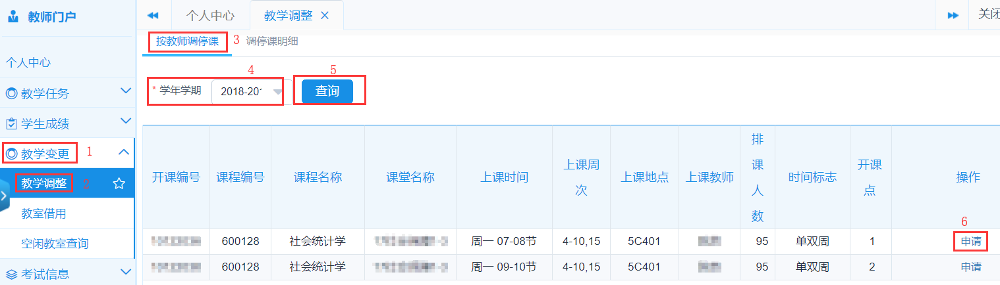 教师门户
个人中心
教学任务
学生成绩
教学变更 1
教学调整 2
教室借用
空闲教室查询
考试信息
个人中心 教学调整 关闭
按教师调停课 3 调停课明细
4 5
* 学年学期 2018-201 查询
开课编号 课程编号 课程名称 课堂名称 上课时间 上课周次 上课地点 上课教师 排课人数 时间标志 开课点 操作
6
600128 社会统计学 周一 07-08节 4-10,15 5C401 95 单双周 1 申请
600128 社会统计学 周一 09-10节 4-10,15 5C401 95 单双周 2 申请